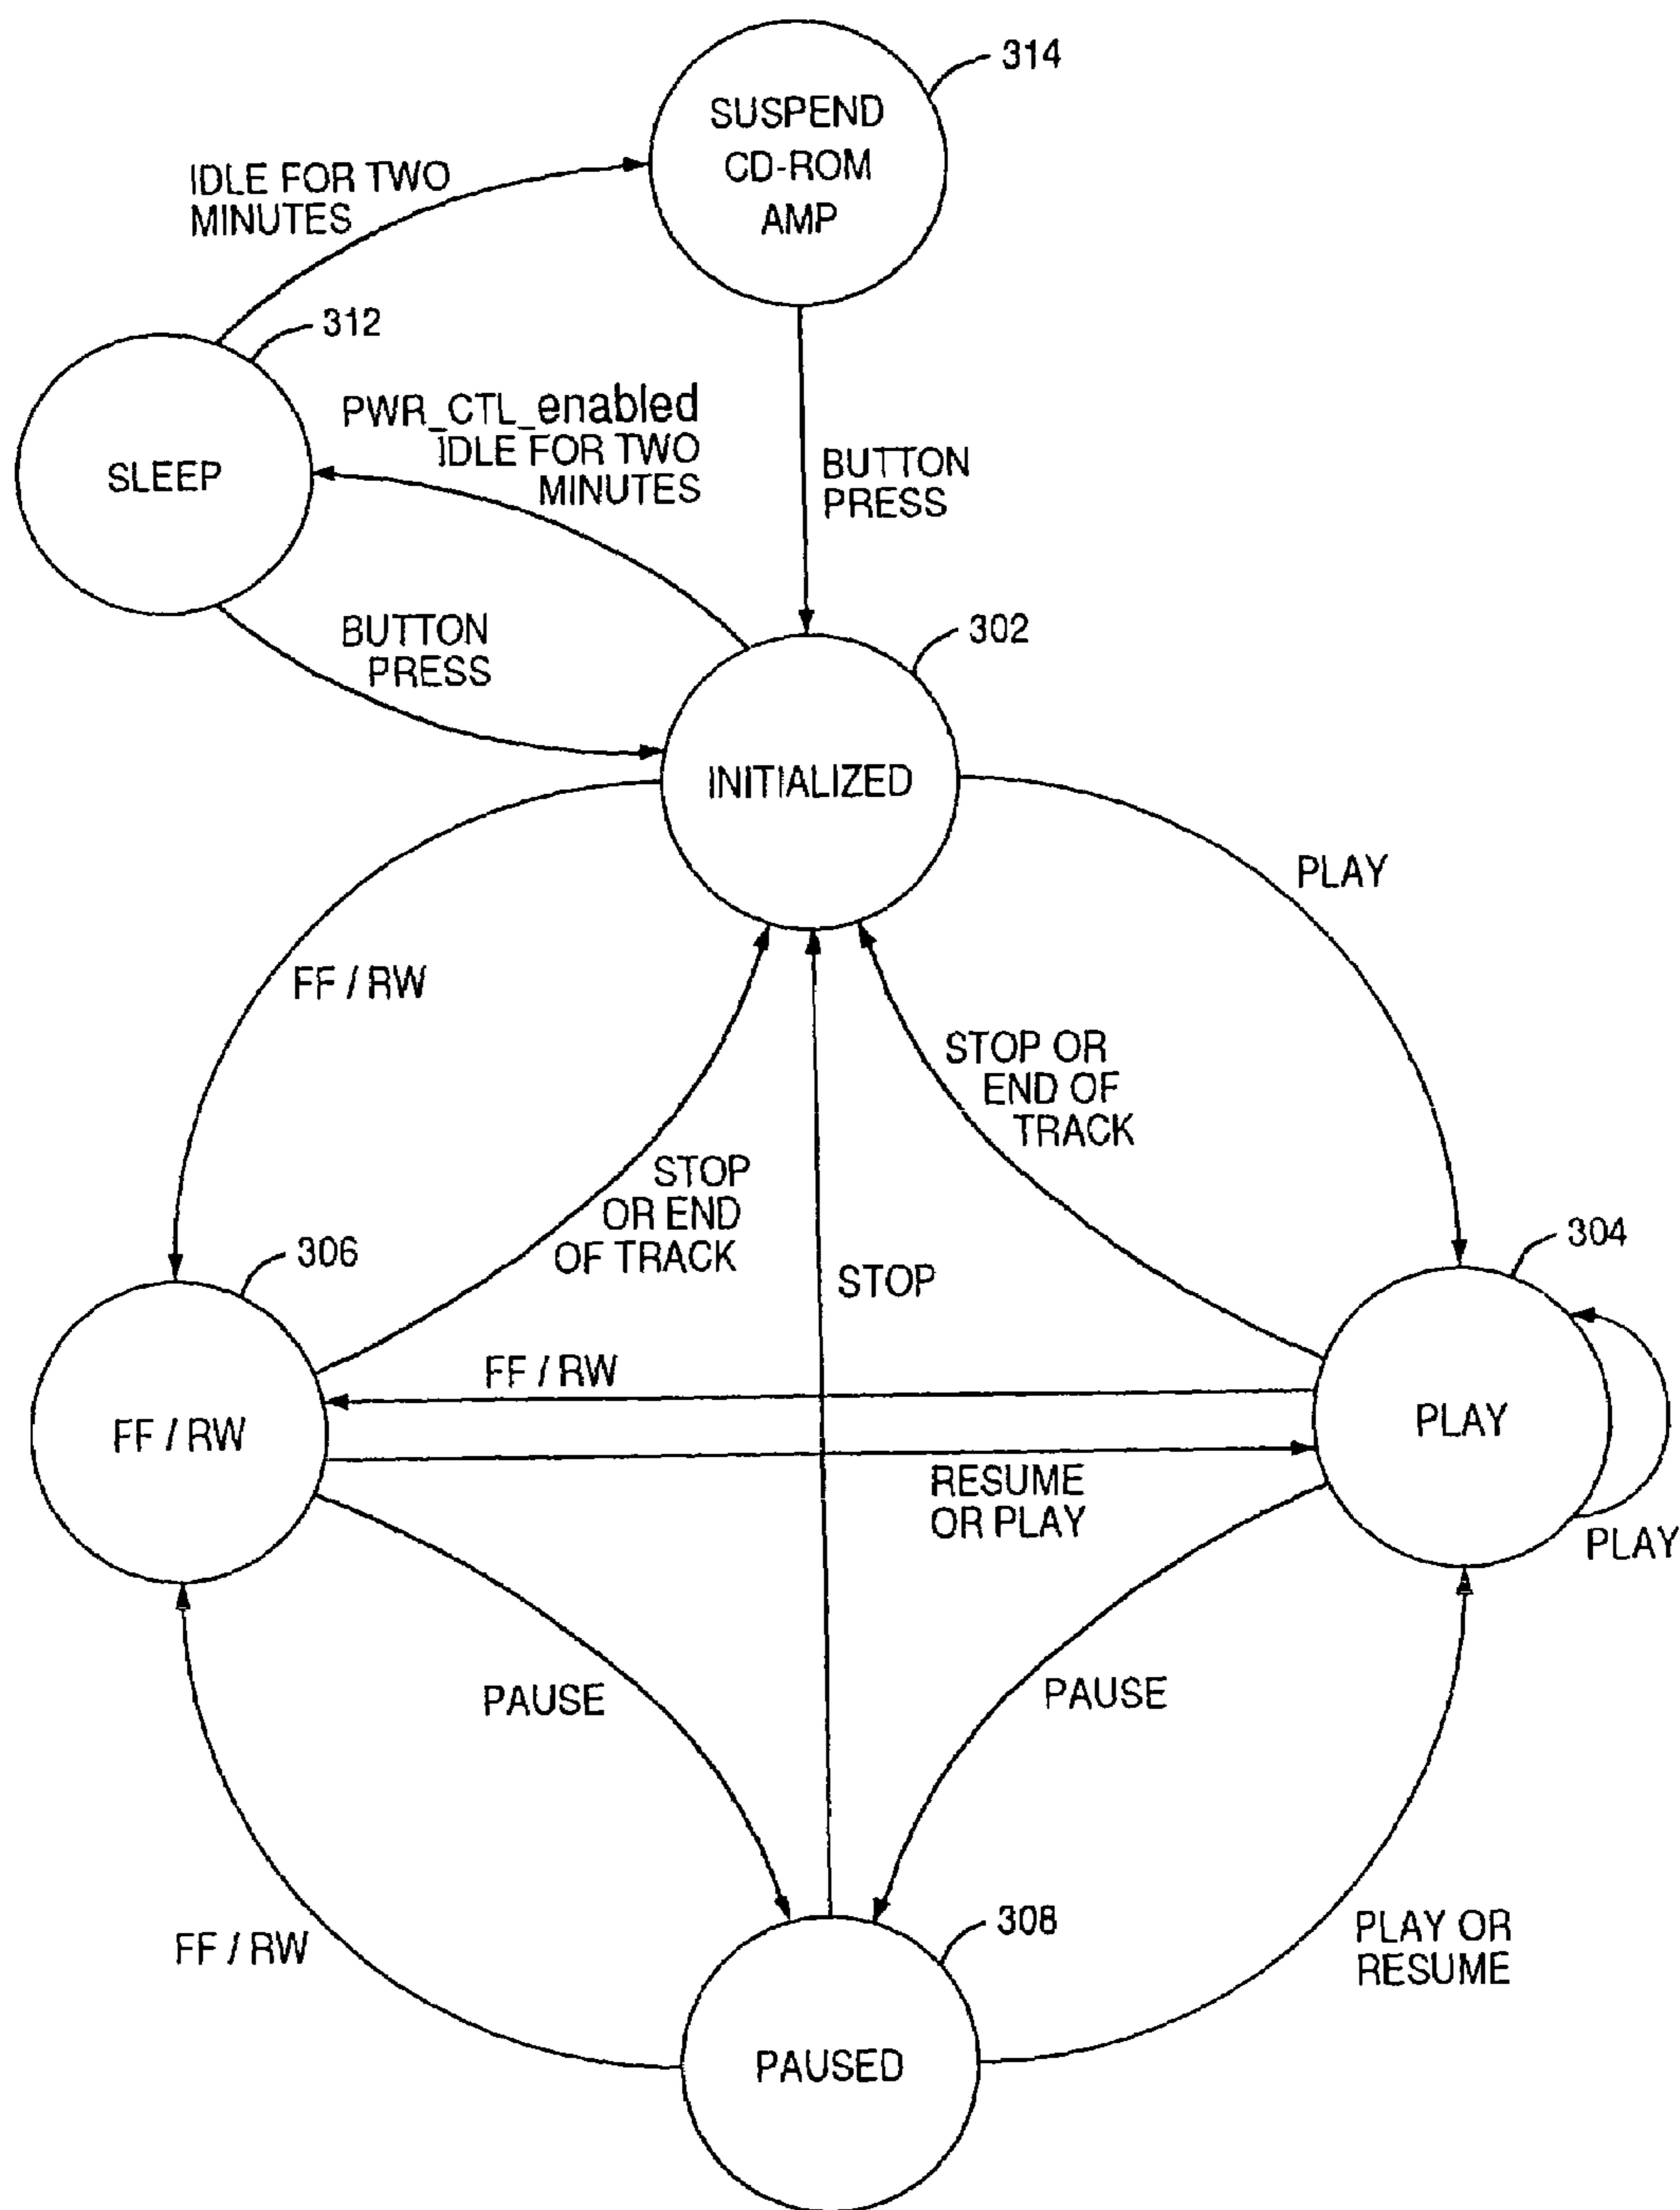 314
SUSPEND
CD-ROM
AMP
IDLE FOR TWO
MINUTES
312
SLEEP
PWR_CTL_enabled
IDLE FOR TWO
MINUTES
BUTTON
PRESS
BUTTON
PRESS
302
INITIALIZED
PLAY
FF / RW
STOP OR
END OF
TRACK
STOP
OR END
OF TRACK
306
304
STOP
FF / RW
FF / RW
PLAY
RESUME
OR PLAY
PLAY
PAUSE
PAUSE
308
FF / RW
PLAY OR
RESUME
PAUSED